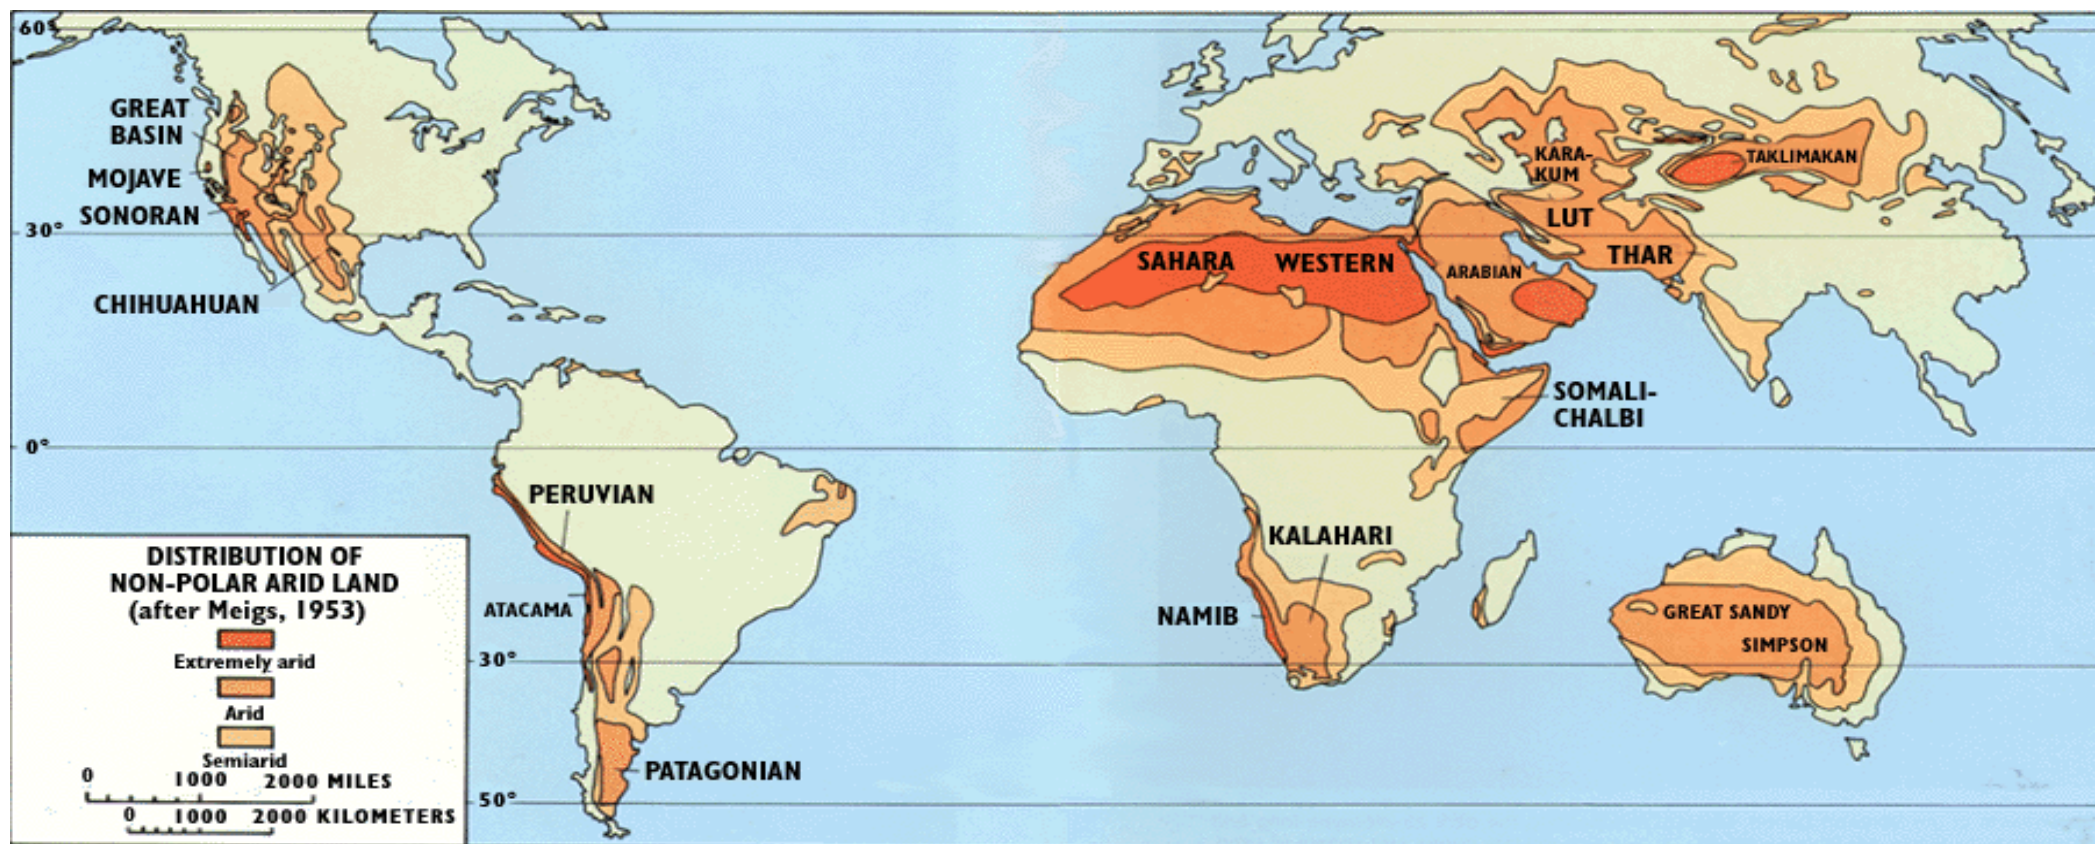 60°
GREAT
BASIN
MOJAVE
SONORAN
30°
CHIHUAHUAN
0°
PERUVIAN
ATACAMA
30°
PATAGONIAN
50°
KARA-
KUM
TAKLIMAKAN
LUT
THAR
SAHARA
WESTERN
ARABIAN
SOMALI-
CHALBI
KALAHARI
NAMIB
GREAT SANDY
SIMPSON
DISTRIBUTION OF
NON-POLAR ARID LAND
(after Meigs, 1953)
Extremely arid
Arid
Semiarid
0 1000 2000 MILES
0 1000 2000 KILOMETERS